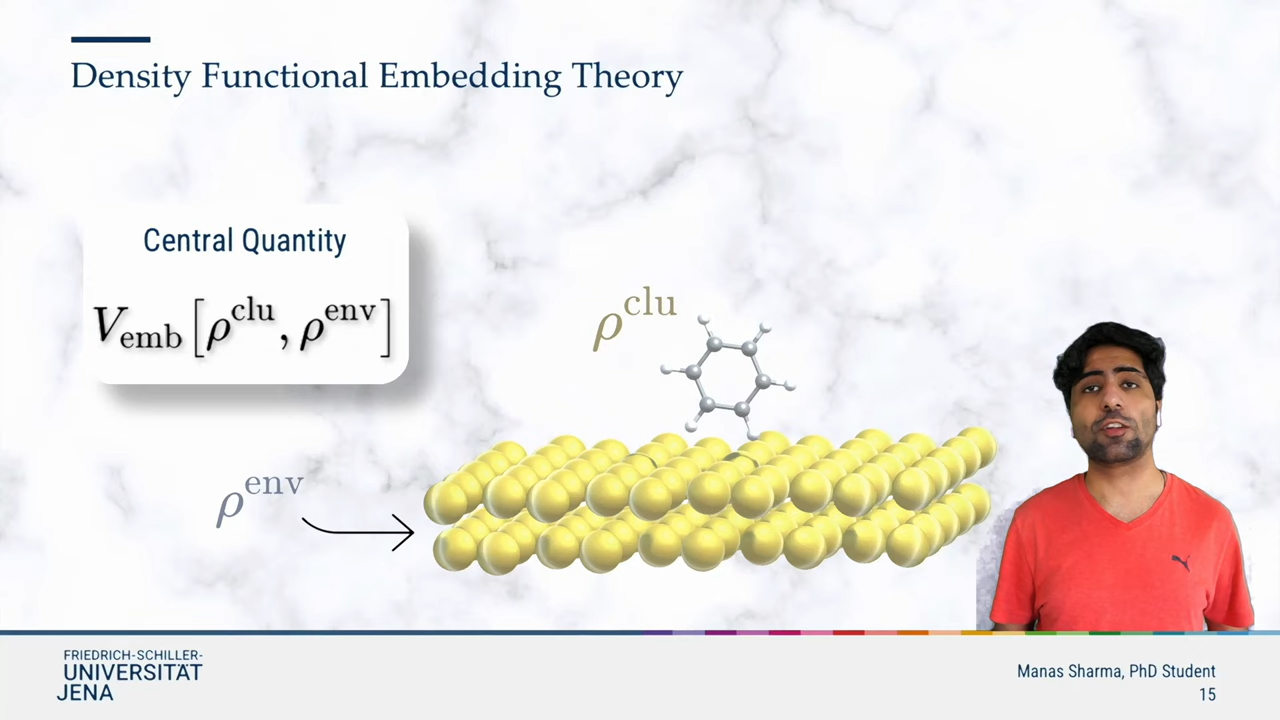 Density Functional Embedding Theory
Central Quantity
V_emb [ρ^clu, ρ^env]
ρ^clu
ρ^env
FRIEDRICH-SCHILLER-
UNIVERSITÄT
JENA
Manas Sharma, PhD Student
15